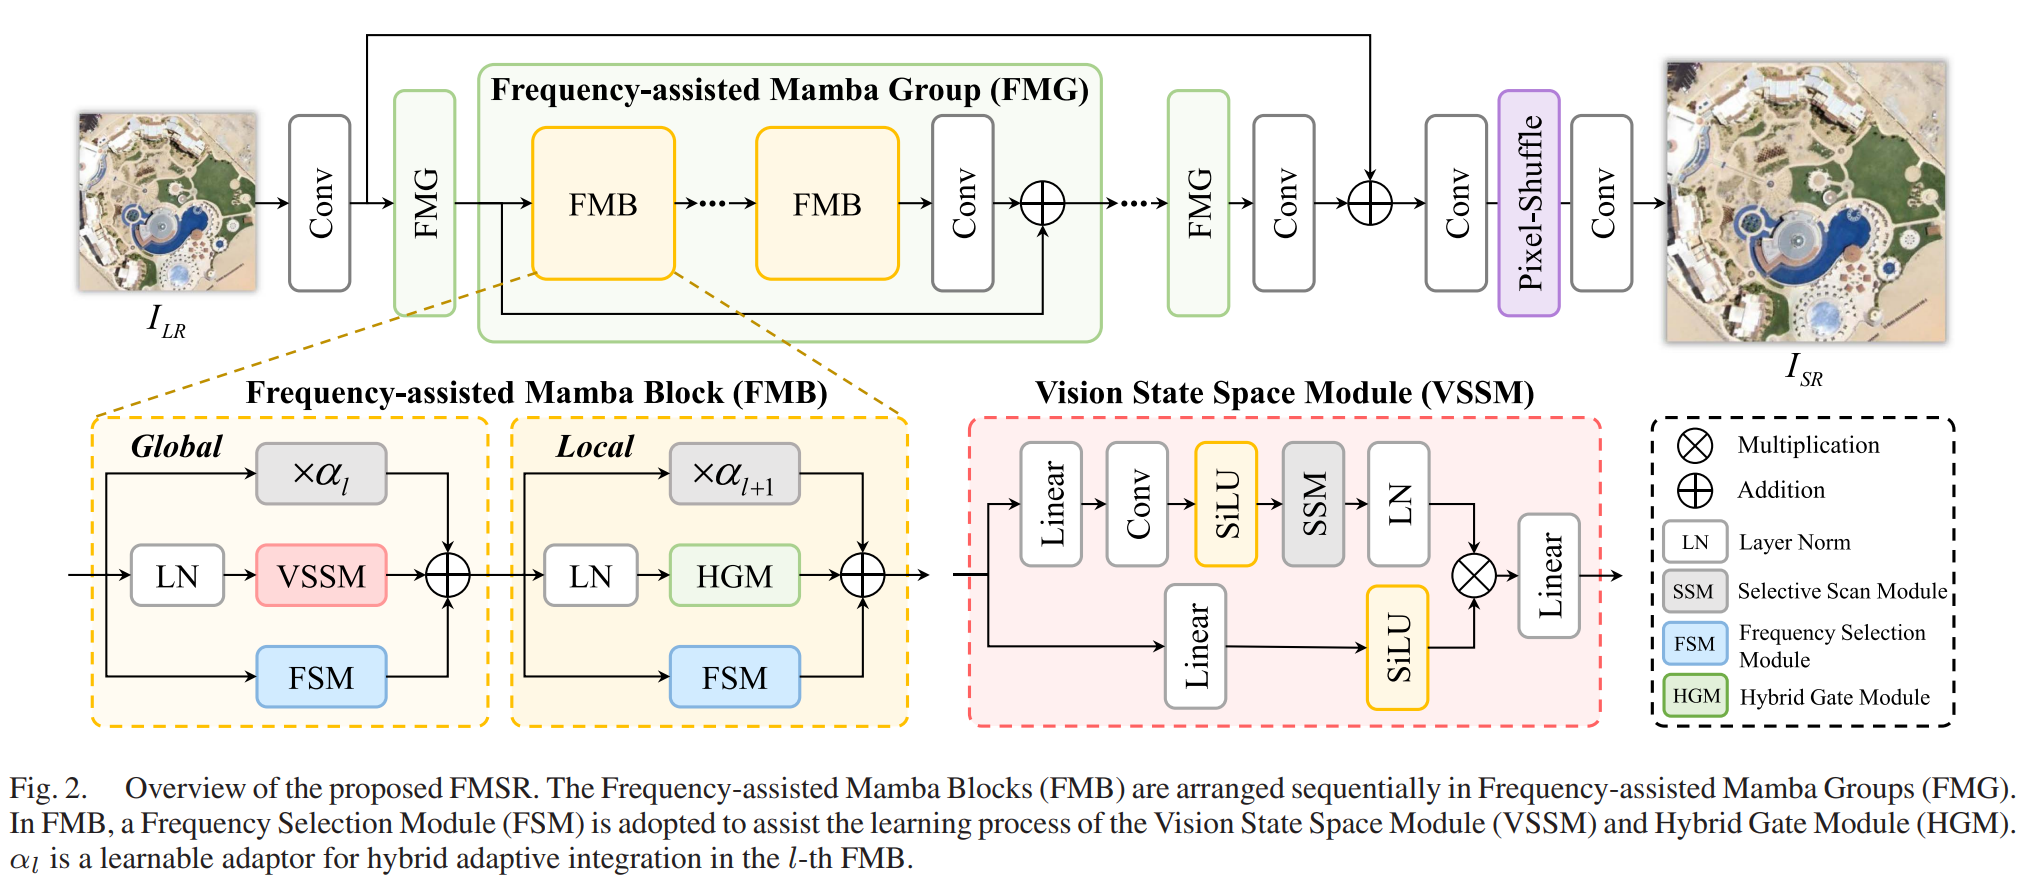 Frequency-assisted Mamba Group (FMG)
Conv
FMG
FMB
...
FMB
Conv
...
FMG
Conv
Conv
Pixel-Shuffle
Conv
I_{LR}
I_{SR}
Frequency-assisted Mamba Block (FMB)
Global
×α_l
LN
VSSM
FSM
Local
×α_{l+1}
LN
HGM
FSM
Vision State Space Module (VSSM)
Linear
Conv
SiLU
SSM
LN
Linear
SiLU
Linear
Multiplication
Addition
LN Layer Norm
SSM Selective Scan Module
FSM Frequency Selection
Module
HGM Hybrid Gate Module
Fig. 2. Overview of the proposed FMSR. The Frequency-assisted Mamba Blocks (FMB) are arranged sequentially in Frequency-assisted Mamba Groups (FMG).
In FMB, a Frequency Selection Module (FSM) is adopted to assist the learning process of the Vision State Space Module (VSSM) and Hybrid Gate Module (HGM).
α_l is a learnable adaptor for hybrid adaptive integration in the l-th FMB.